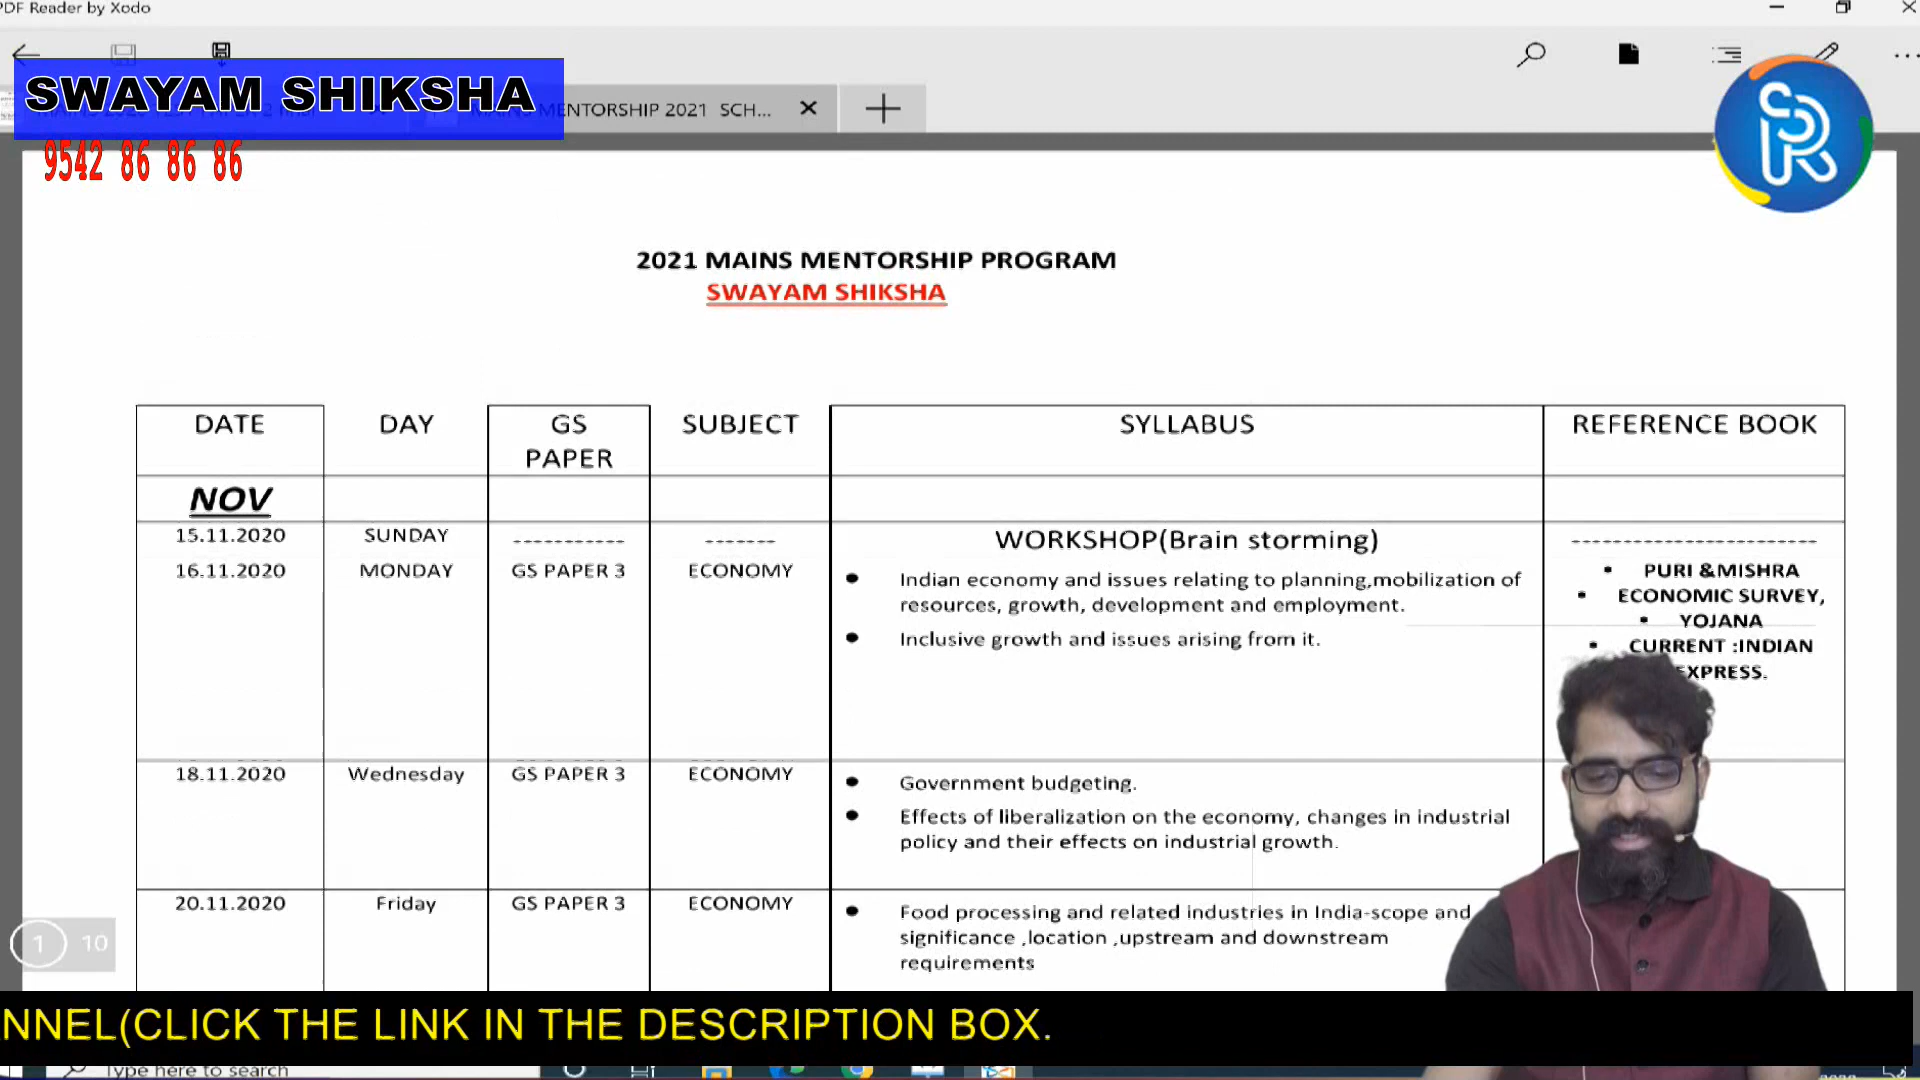 PDF Reader by Xodo
SWAYAM SHIKSHA
MENTORSHIP 2021 SCH...
9542 86 86 86
2021 MAINS MENTORSHIP PROGRAM
SWAYAM SHIKSHA
DATE DAY GS PAPER SUBJECT SYLLABUS REFERENCE BOOK
NOV
15.11.2020 SUNDAY ----------- ------- WORKSHOP(Brain storming) ------------------------
16.11.2020 MONDAY GS PAPER 3 ECONOMY
• Indian economy and issues relating to planning,mobilization of
resources, growth, development and employment.
• Inclusive growth and issues arising from it.
• PURI &MISHRA
• ECONOMIC SURVEY,
• YOJANA
• CURRENT :INDIAN
EXPRESS.
18.11.2020 Wednesday GS PAPER 3 ECONOMY
• Government budgeting.
• Effects of liberalization on the economy, changes in industrial
policy and their effects on industrial growth.
20.11.2020 Friday GS PAPER 3 ECONOMY
• Food processing and related industries in India-scope and
significance ,location ,upstream and downstream
requirements
1 10
NNEL(CLICK THE LINK IN THE DESCRIPTION BOX.
Type here to search